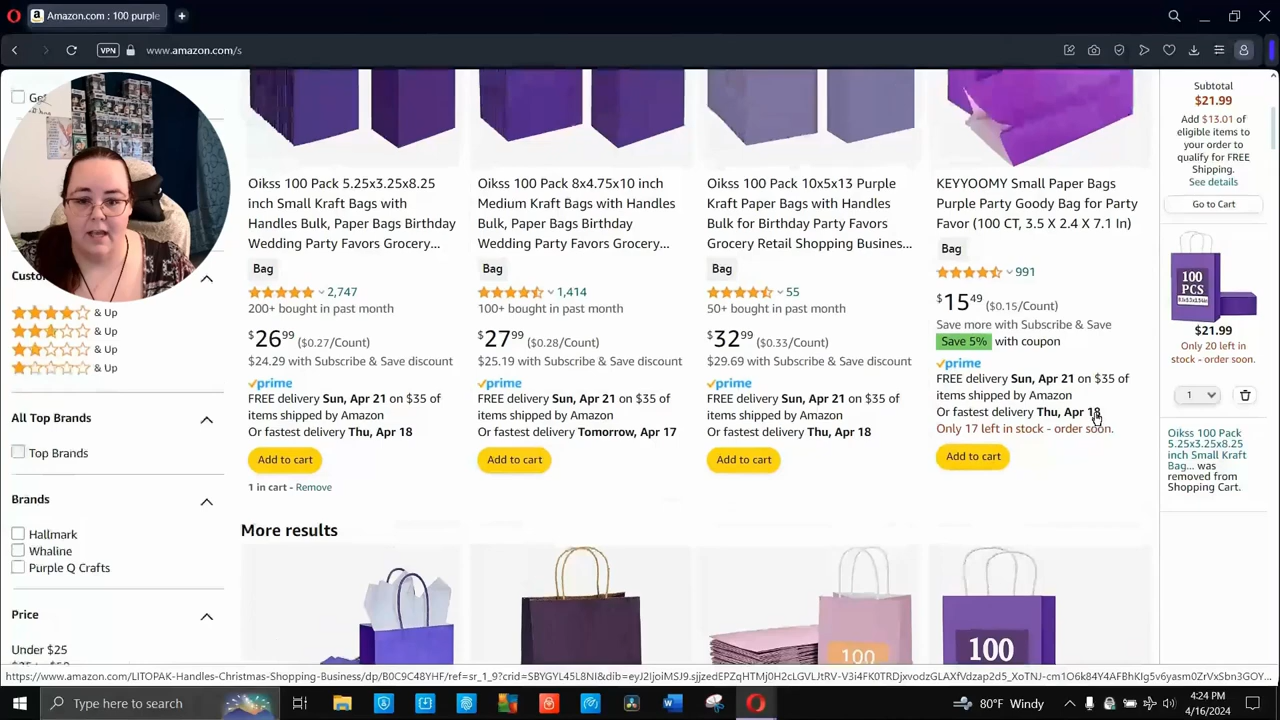 Amazon.com : 100 purple
VPN
www.amazon.com/s
& Up
& Up
& Up
& Up
All Top Brands
Top Brands
Brands
Hallmark
Whaline
Purple Q Crafts
Price
Under $25
Oikss 100 Pack 5.25x3.25x8.25
inch Small Kraft Bags with
Handles Bulk, Paper Bags Birthday
Wedding Party Favors Grocery...
Bag
2,747
200+ bought in past month
$26 99 ($0.27/Count)
$24.29 with Subscribe & Save discount
prime
FREE delivery Sun, Apr 21 on $35 of
items shipped by Amazon
Or fastest delivery Thu, Apr 18
Add to cart
1 in cart - Remove
Oikss 100 Pack 8x4.75x10 inch
Medium Kraft Bags with Handles
Bulk, Paper Bags Birthday
Wedding Party Favors Grocery...
Bag
1,414
100+ bought in past month
$27 99 ($0.28/Count)
$25.19 with Subscribe & Save discount
prime
FREE delivery Sun, Apr 21 on $35 of
items shipped by Amazon
Or fastest delivery Tomorrow, Apr 17
Add to cart
Oikss 100 Pack 10x5x13 Purple
Kraft Paper Bags with Handles
Bulk for Birthday Party Favors
Grocery Retail Shopping Busines...
Bag
55
50+ bought in past month
$32 99 ($0.33/Count)
$29.69 with Subscribe & Save discount
prime
FREE delivery Sun, Apr 21 on $35 of
items shipped by Amazon
Or fastest delivery Thu, Apr 18
Add to cart
KEYYOOMY Small Paper Bags
Purple Party Goody Bag for Party
Favor (100 CT, 3.5 X 2.4 X 7.1 In)
Bag
991
$15 49 ($0.15/Count)
Save more with Subscribe & Save
Save 5% with coupon
prime
FREE delivery Sun, Apr 21 on $35 of
items shipped by Amazon
Or fastest delivery Thu, Apr 18
Only 17 left in stock - order soon.
Add to cart
More results
100
100
Subtotal
$21.99
Add $13.01 of
eligible items to
your order to
qualify for FREE
Shipping.
See details
Go to Cart
100
PCS
$21.99
Only 20 left in
stock - order soon.
1
Oikss 100 Pack
5.25x3.25x8.25
inch Small Kraft
Bag... was
removed from
Shopping Cart.
Type here to search
80°F Windy
4:24 PM
4/16/2024